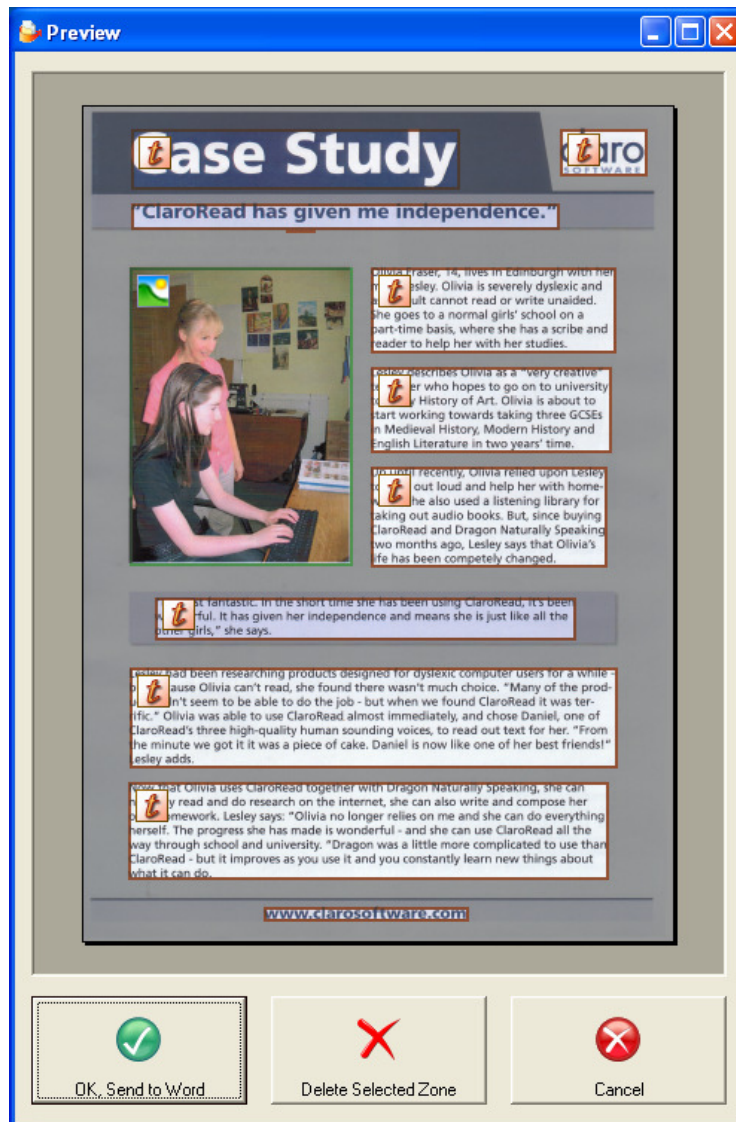 Preview
Case Study
claro
SOFTWARE
"ClaroRead has given me independence."
Olivia Fraser, 14, lives in Edinburgh with her
Lesley. Olivia is severely dyslexic and
result cannot read or write unaided.
She goes to a normal girls' school on a
part-time basis, where she has a scribe and
reader to help her with her studies.
Lesley describes Olivia as a "very creative"
who hopes to go on to university
History of Art. Olivia is about to
start working towards taking three GCSEs
in Medieval History, Modern History and
English Literature in two years' time.
Up until recently, Olivia relied upon Lesley
out loud and help her with home-
he also used a listening library for
taking out audio books. But, since buying
ClaroRead and Dragon Naturally Speaking
two months ago, Lesley says that Olivia's
life has been competely changed.
fantastic. In the short time she has been using ClaroRead, it's been
wonderful. It has given her independence and means she is just like all the
other girls," she says.
Lesley had been researching products designed for dyslexic computer users for a while -
because Olivia can't read, she found there wasn't much choice. "Many of the prod-
didn't seem to be able to do the job - but when we found ClaroRead it was ter-
rific." Olivia was able to use ClaroRead almost immediately, and chose Daniel, one of
ClaroRead's three high-quality human sounding voices, to read out text for her. "From
the minute we got it it was a piece of cake. Daniel is now like one of her best friends!"
Lesley adds.
Now that Olivia uses ClaroRead together with Dragon Naturally Speaking, she can
read and do research on the internet, she can also write and compose her
homework. Lesley says: "Olivia no longer relies on me and she can do everything
herself. The progress she has made is wonderful - and she can use ClaroRead all the
way through school and university. "Dragon was a little more complicated to use than
ClaroRead - but it improves as you use it and you constantly learn new things about
what it can do.
www.clarosoftware.com
OK, Send to Word
Delete Selected Zone
Cancel